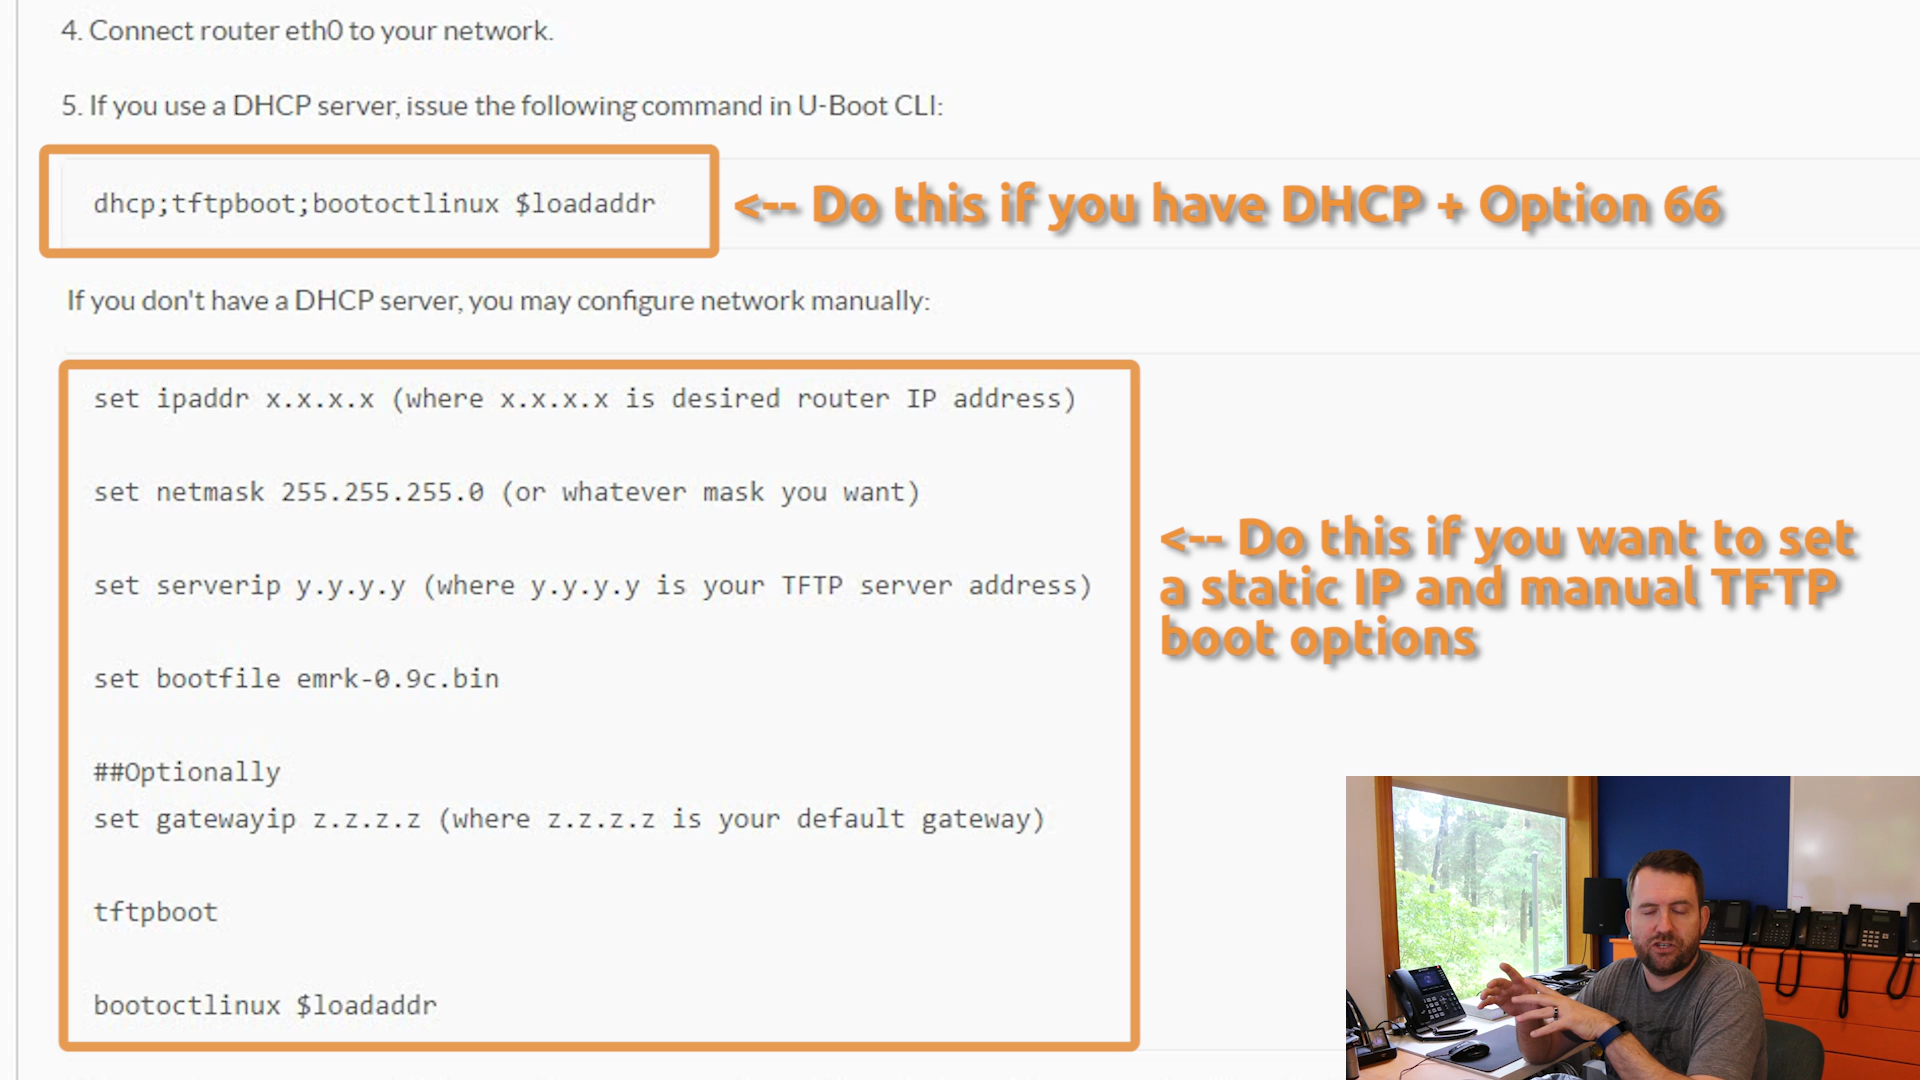 4. Connect router eth0 to your network.
5. If you use a DHCP server, issue the following command in U-Boot CLI:
dhcp;tftpboot;bootoctlinux $loadaddr
<-- Do this if you have DHCP + Option 66
If you don't have a DHCP server, you may configure network manually:
set ipaddr x.x.x.x (where x.x.x.x is desired router IP address)
set netmask 255.255.255.0 (or whatever mask you want)
set serverip y.y.y.y (where y.y.y.y is your TFTP server address)
set bootfile emrk-0.9c.bin
##Optionally
set gatewayip z.z.z.z (where z.z.z.z is your default gateway)
tftpboot
bootoctlinux $loadaddr
<-- Do this if you want to set
a static IP and manual TFTP
boot options